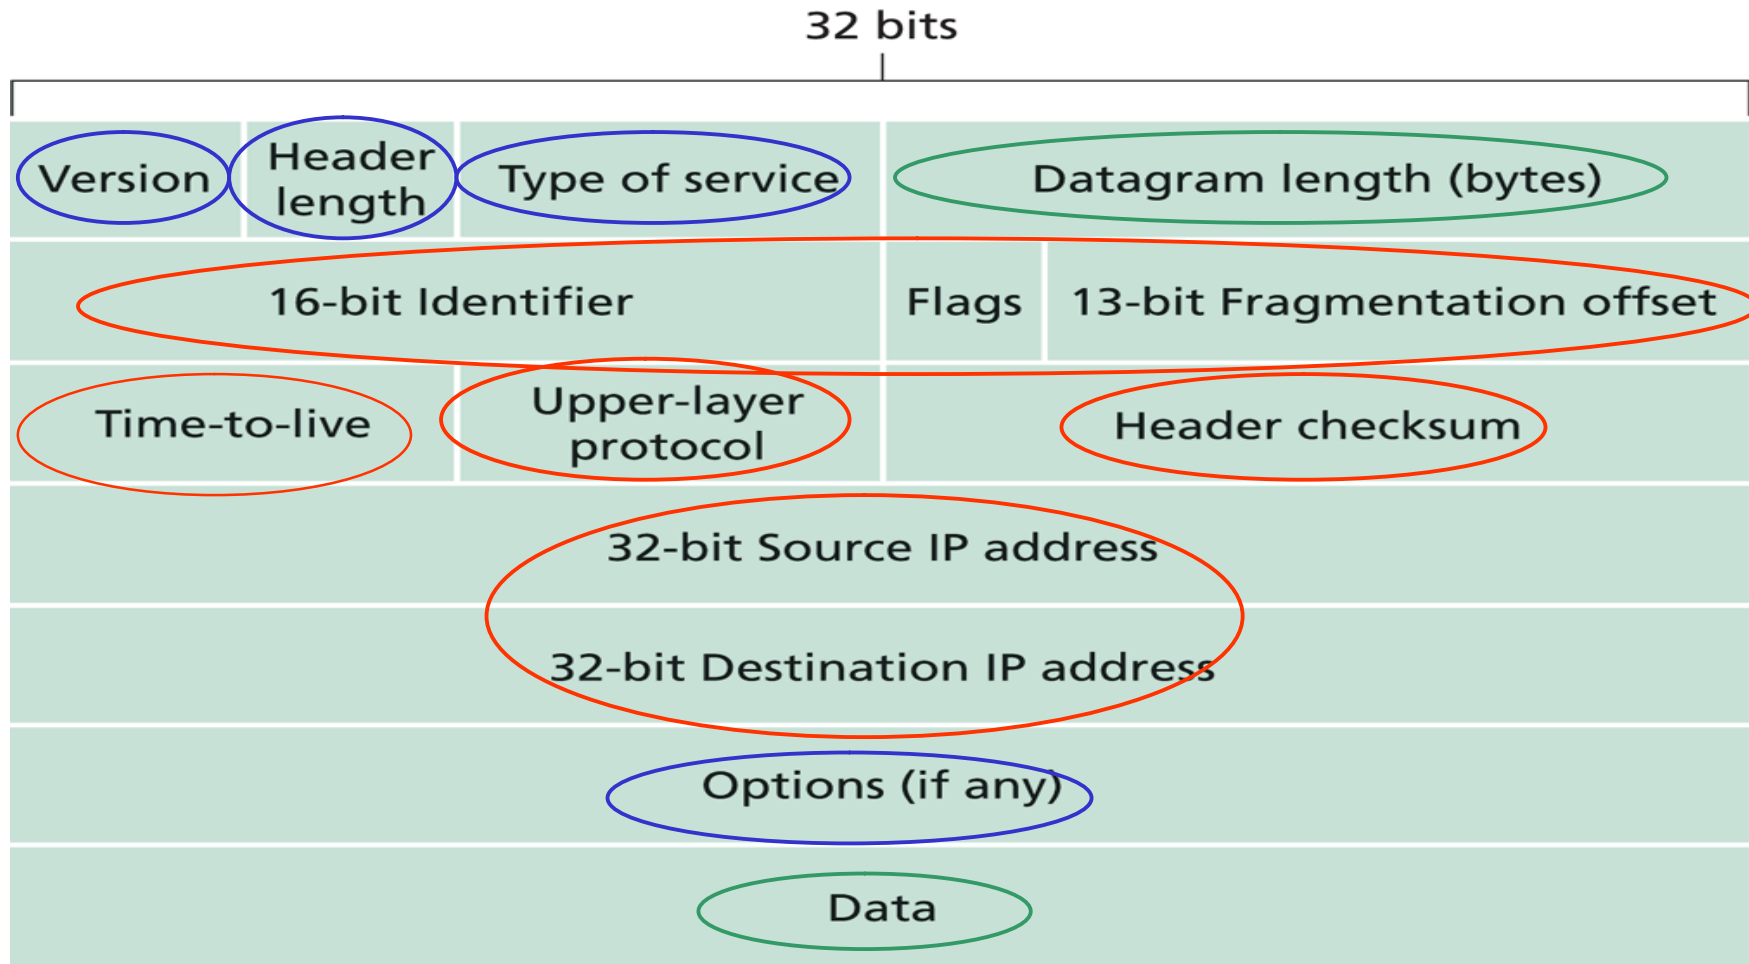 32 bits
Version
Header
length
Type of service
Datagram length (bytes)
16-bit Identifier
Flags
13-bit Fragmentation offset
Time-to-live
Upper-layer
protocol
Header checksum
32-bit Source IP address
32-bit Destination IP address
Options (if any)
Data